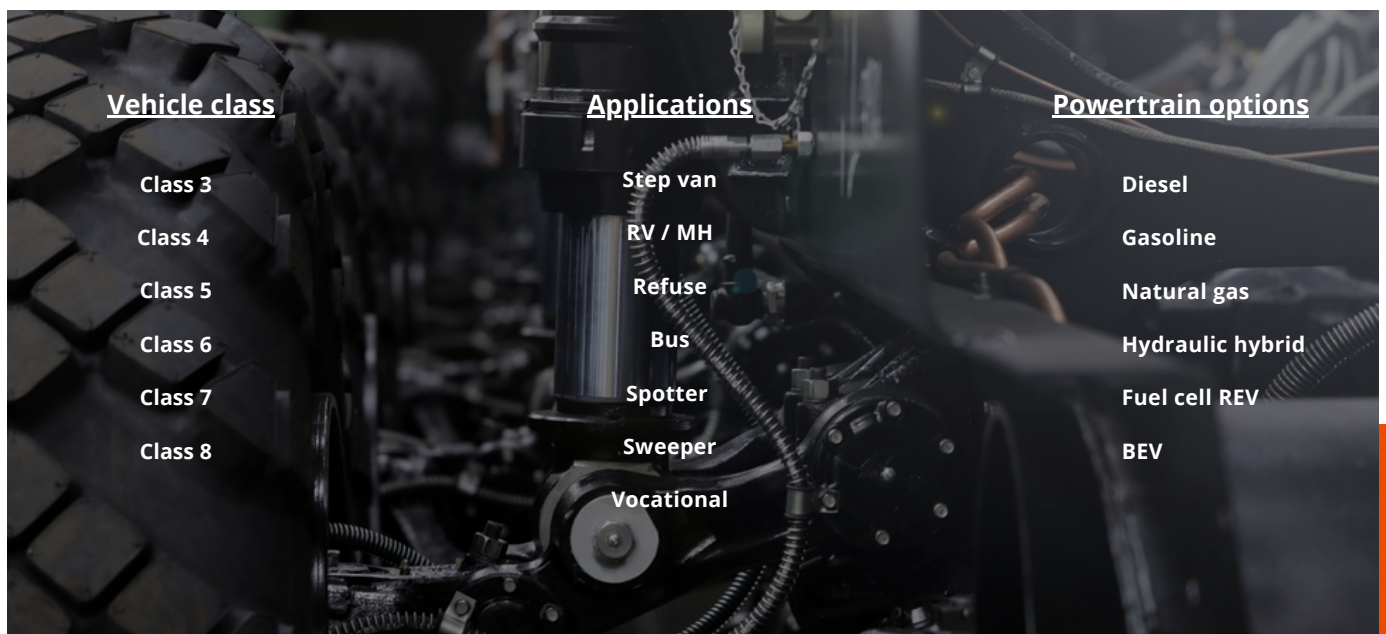 Vehicle class
Class 3
Class 4
Class 5
Class 6
Class 7
Class 8
Applications
Step van
RV / MH
Refuse
Bus
Spotter
Sweeper
Vocational
Powertrain options
Diesel
Gasoline
Natural gas
Hydraulic hybrid
Fuel cell REV
BEV